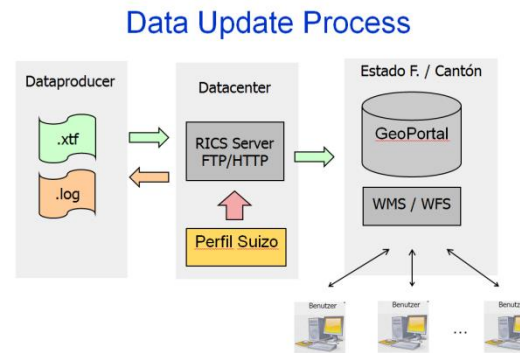 Data Update Process
Dataproducer
.xtf
.log
Datacenter
RICS Server
FTP/HTTP
Perfil Suizo
Estado F. / Cantón
GeoPortal
WMS / WFS
Benutzer
Benutzer
...
Benutz